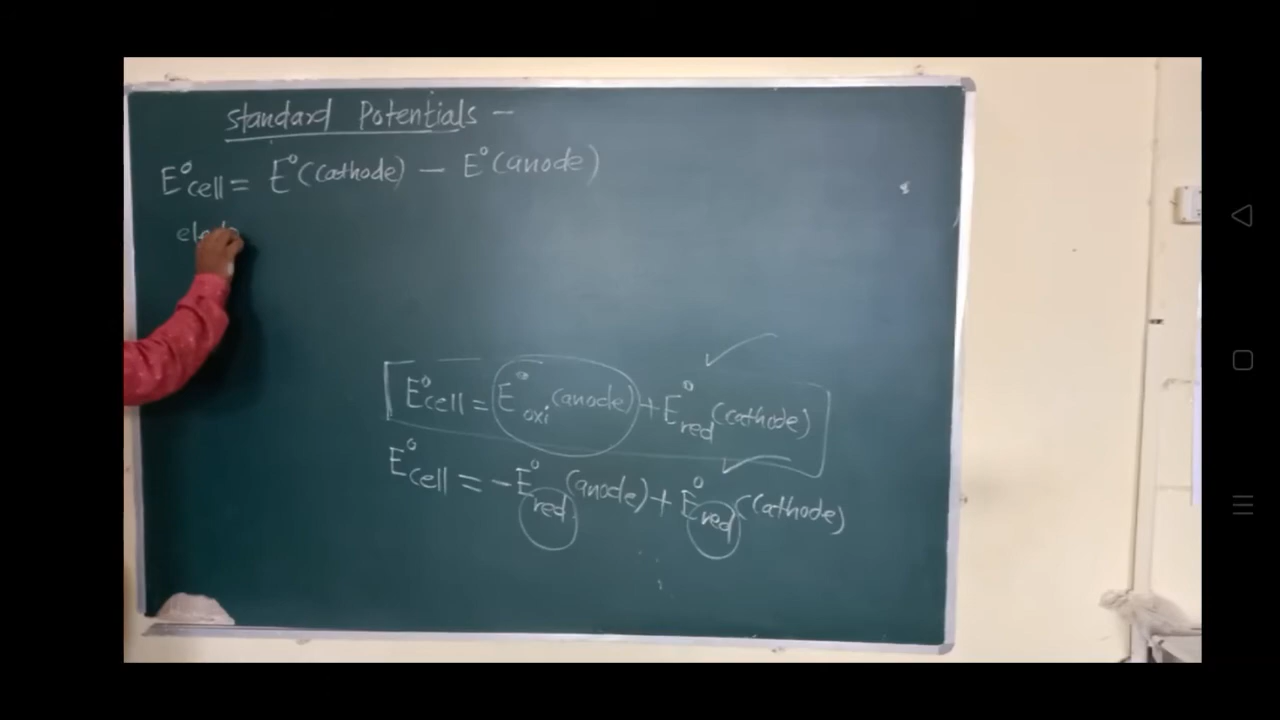 Standard Potentials -
E°cell = E°(cathode) - E°(anode)
E°cell = E°oxi (anode) + E°red (cathode)
E°cell = -E°red (anode) + E°red (cathode)